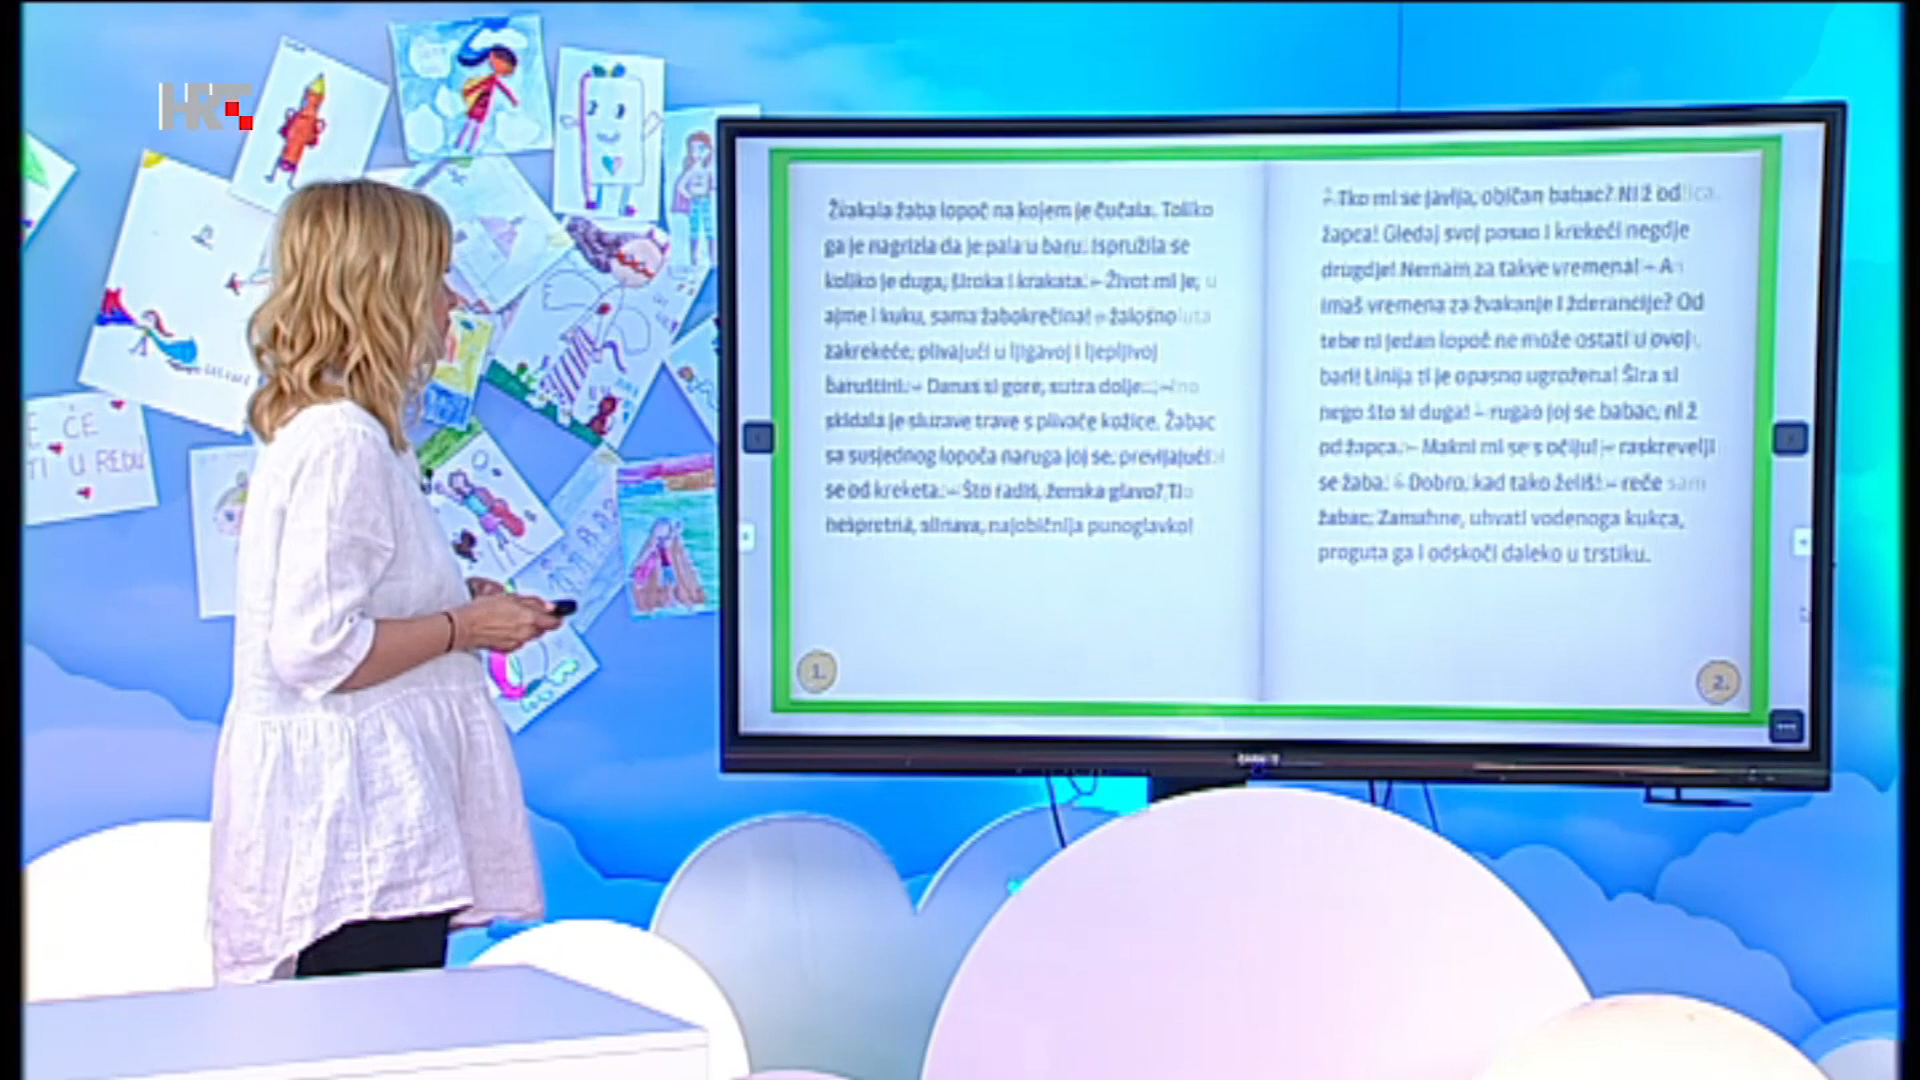 HRT
E ĆE
TI U REDU
Žvakala žaba lopoč na kojem je čučala. Toliko
ga je nagrizla da je pala u baru. Ispružila se
koliko je duga, široka i krakata. – Život mi je,
ajme i kuku, sama žabokrečina! – žalosno
zakrekeće, plivajući u ljigavoj i ljepljivoj
baruštini. – Danas si gore, sutra dolje... –
skidala je sluzave trave s plivaće kožice. Žabac
sa susjednog lopoča naruga joj se, previjajući
se od kreketa. – Što radiš, ženska glavo? Ti
nespretna, slinava, najobičnija punoglavko!
1.
– Tko mi se javlja, običan babac? Ni ž od
žapca! Gledaj svoj posao i krekeći negdje
drugdje! Nemam za takve vremena! – A
imaš vremena za žvakanje i žderancije? Od
tebe ni jedan lopoč ne može ostati u ovoj
bari! Linija ti je opasno ugrožena! Šira si
nego što si duga! – rugao joj se babac, ni ž
od žapca. – Makni mi se s očiju! – raskrevelji
se žaba. – Dobro, kad tako želiš! – reče
žabac. Zamahne, uhvati vodenoga kukca,
proguta ga i odskoči daleko u trstiku.
2.